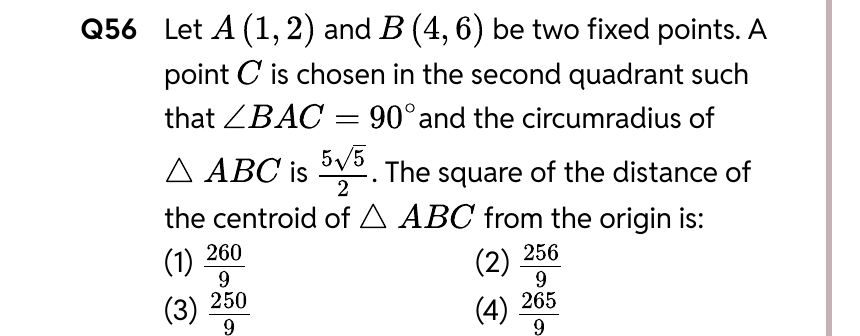 Q56 Let A (1, 2) and B (4, 6) be two fixed points. A
point C is chosen in the second quadrant such
that ∠BAC = 90° and the circumradius of
△ ABC is 5√5/2. The square of the distance of
the centroid of △ ABC from the origin is:
(1) 260/9 (2) 256/9
(3) 250/9 (4) 265/9